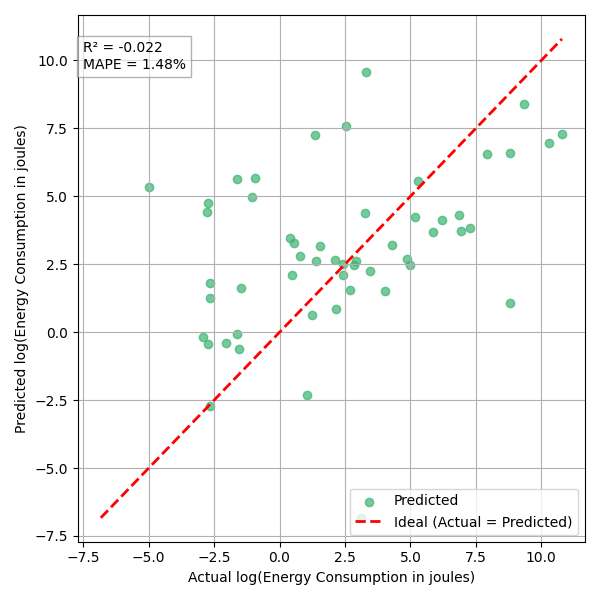 R² = -0.022
MAPE = 1.48%
10.0
7.5
5.0
2.5
0.0
−2.5
−5.0
−7.5
Predicted log(Energy Consumption in joules)
Predicted
Ideal (Actual = Predicted)
−7.5 −5.0 −2.5 0.0 2.5 5.0 7.5 10.0
Actual log(Energy Consumption in joules)